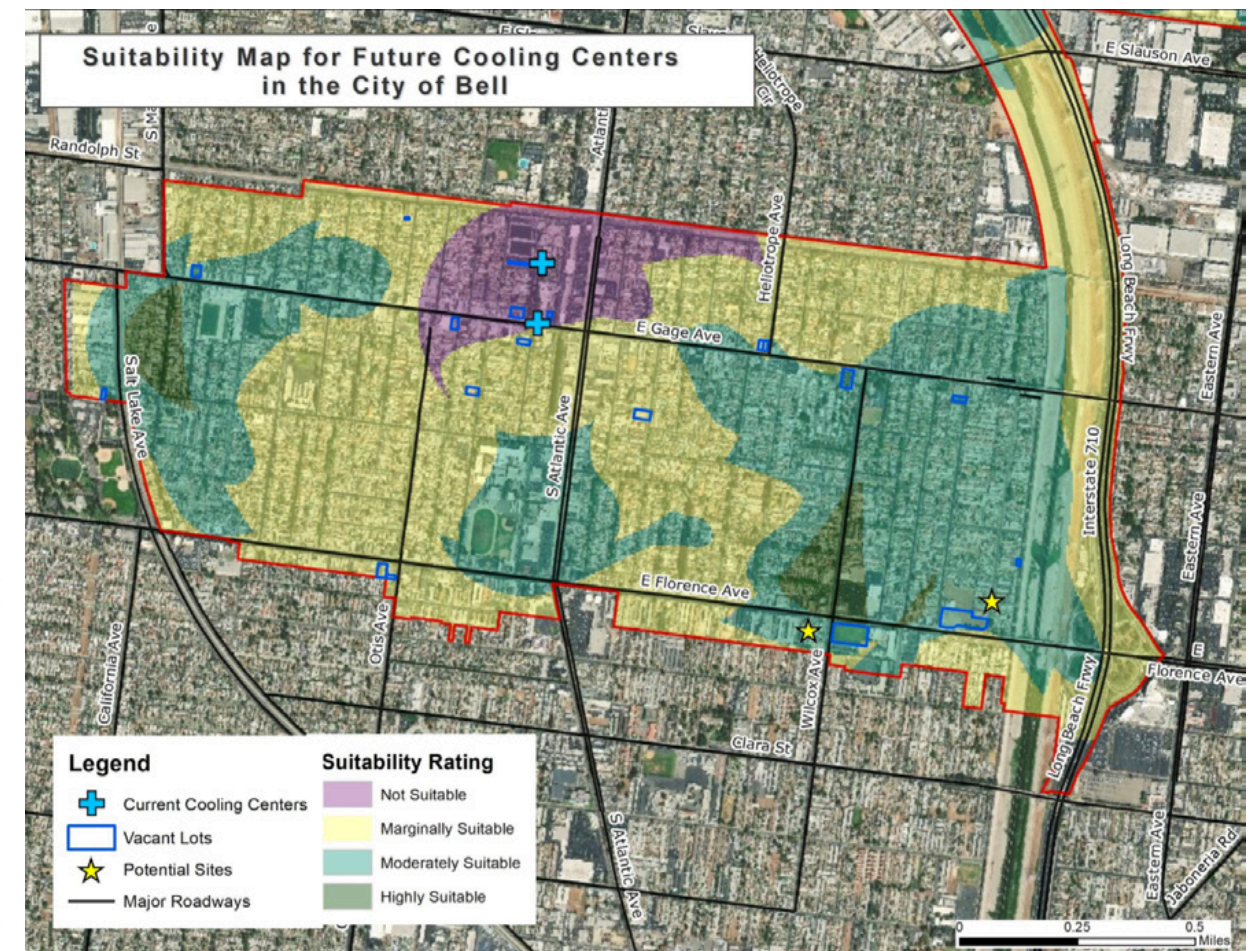 Suitability Map for Future Cooling Centers
in the City of Bell
E Slauson Ave
Heliotrope
Cir
Randolph St
Atlant
Heliotrope Ave
Long Beach Frwy
Eastern Ave
E Gage Ave
Salt Lake Ave
S Atlantic Ave
Interstate 710
Eastern Ave
E Florence Ave
Otis Ave
California Ave
Wilcox Ave
E
Florence Ave
Long Beach Frwy
Clara St
S Atlantic Ave
Eastern Ave
Jaboneria Rd
Legend
Current Cooling Centers
Vacant Lots
Potential Sites
Major Roadways
Suitability Rating
Not Suitable
Marginally Suitable
Moderately Suitable
Highly Suitable
0
0.25
0.5
Miles